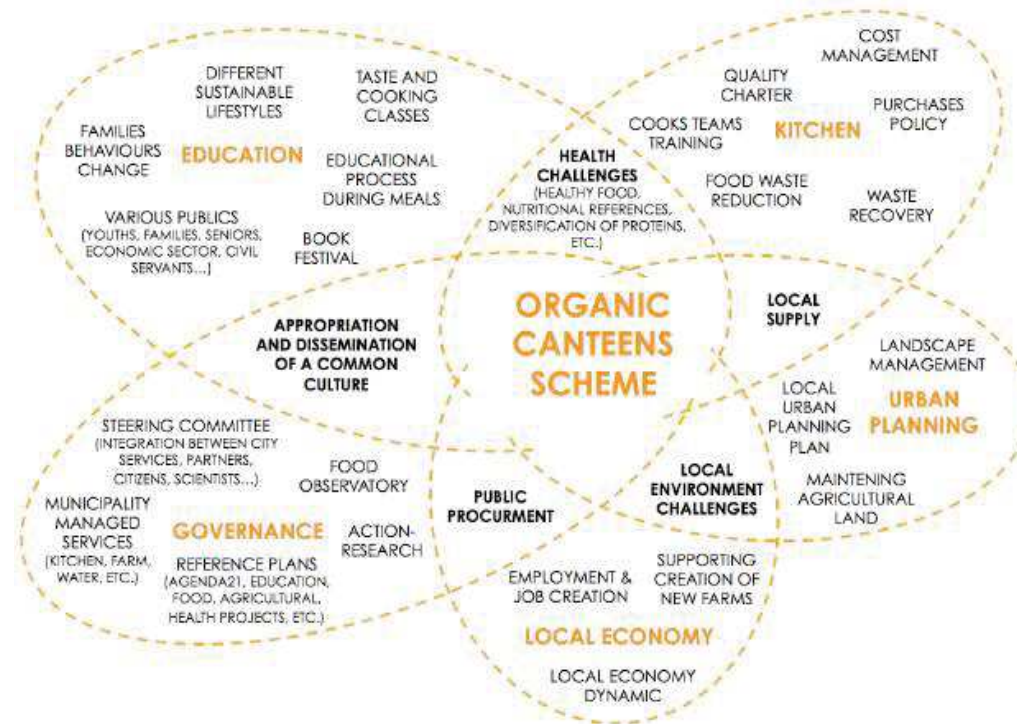 DIFFERENT
SUSTAINABLE
LIFESTYLES
TASTE AND
COOKING
CLASSES
FAMILIES
BEHAVIOURS
CHANGE
EDUCATION
EDUCATIONAL
PROCESS
DURING MEALS
VARIOUS PUBLICS
(YOUTHS, FAMILIES, SENIORS,
ECONOMIC SECTOR, CIVIL
SERVANTS...)
BOOK
FESTIVAL
HEALTH
CHALLENGES
(HEALTHY FOOD,
NUTRITIONAL REFERENCES,
DIVERSIFICATION OF PROTEINS,
ETC.)
COST
MANAGEMENT
QUALITY
CHARTER
PURCHASES
POLICY
COOKS TEAMS
TRAINING
KITCHEN
FOOD WASTE
REDUCTION
WASTE
RECOVERY
ORGANIC
CANTEENS
SCHEME
LOCAL
SUPPLY
APPROPRIATION
AND DISSEMINATION
OF A COMMON
CULTURE
LANDSCAPE
MANAGEMENT
LOCAL
URBAN
PLANNING
PLAN
URBAN
PLANNING
MAINTENING
AGRICULTURAL
LAND
STEERING COMMITTEE
(INTEGRATION BETWEEN CITY
SERVICES, PARTNERS,
CITIZENS, SCIENTISTS...)
FOOD
OBSERVATORY
MUNICIPALITY
MANAGED
SERVICES
(KITCHEN, FARM,
WATER, ETC.)
GOVERNANCE
ACTION-
RESEARCH
REFERENCE PLANS
(AGENDA21, EDUCATION,
FOOD, AGRICULTURAL,
HEALTH PROJECTS, ETC.)
PUBLIC
PROCURMENT
LOCAL
ENVIRONMENT
CHALLENGES
EMPLOYMENT &
JOB CREATION
SUPPORTING
CREATION OF
NEW FARMS
LOCAL ECONOMY
LOCAL ECONOMY
DYNAMIC